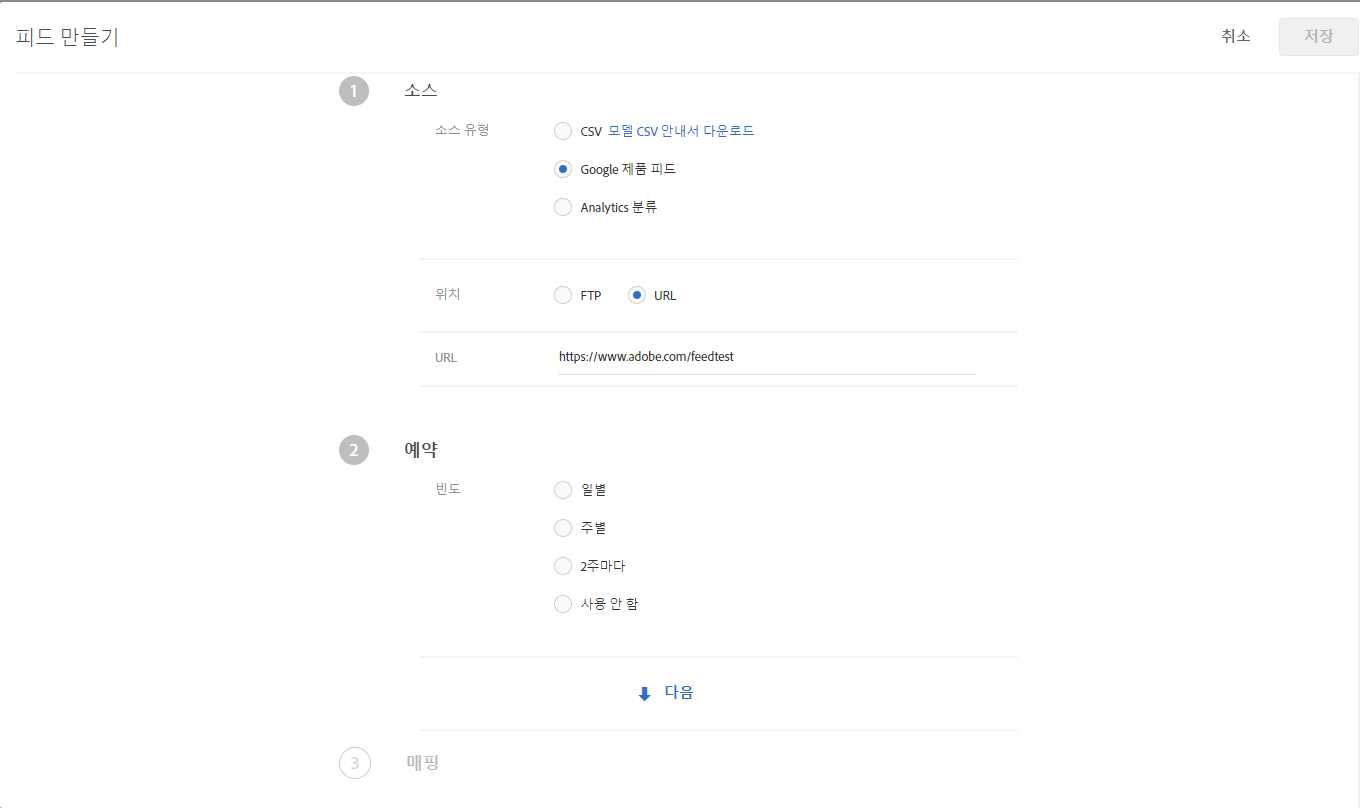 피드 만들기
취소
저장
1 소스
소스 유형
CSV 모델 CSV 안내서 다운로드
Google 제품 피드
Analytics 분류
위치
FTP URL
URL https://www.adobe.com/feedtest
2 예약
빈도
일별
주별
2주마다
사용 안 함
다음
3 매핑